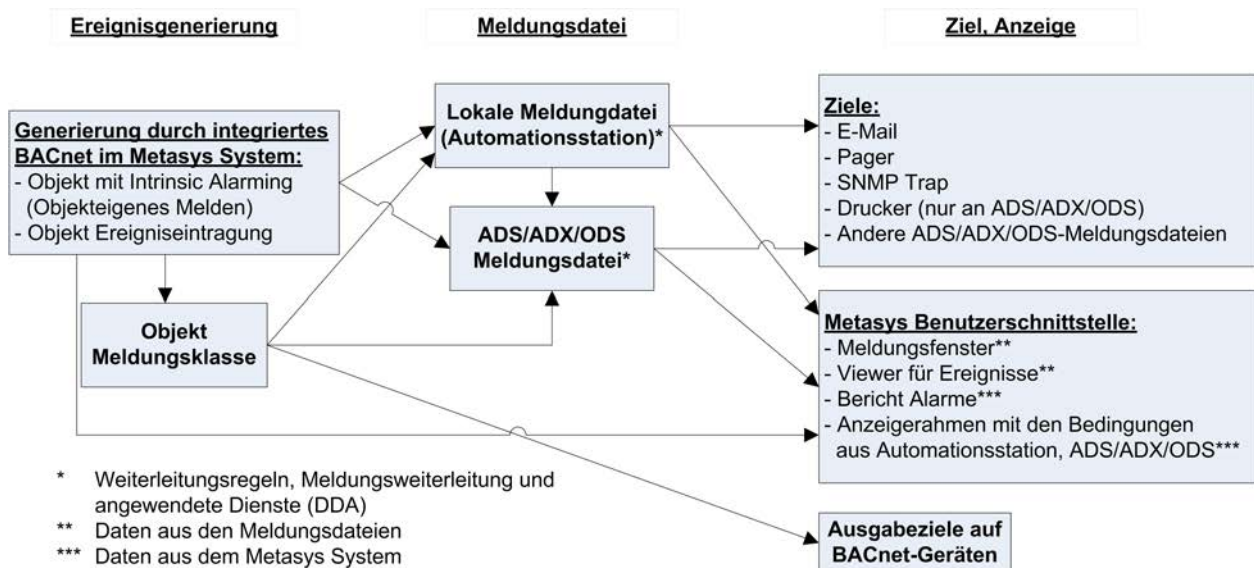 Ereignisgenerierung
Meldungsdatei
Ziel, Anzeige
Generierung durch integriertes
BACnet im Metasys System:
- Objekt mit Intrinsic Alarming
(Objekteigenes Melden)
- Objekt Ereigniseintragung
Objekt
Meldungsklasse
Lokale Meldungdatei
(Automationsstation)*
ADS/ADX/ODS
Meldungsdatei*
Ziele:
- E-Mail
- Pager
- SNMP Trap
- Drucker (nur an ADS/ADX/ODS)
- Andere ADS/ADX/ODS-Meldungsdateien
Metasys Benutzerschnittstelle:
- Meldungsfenster**
- Viewer für Ereignisse**
- Bericht Alarme***
- Anzeigerahmen mit den Bedingungen
aus Automationsstation, ADS/ADX/ODS***
Ausgabeziele auf
BACnet-Geräten
* Weiterleitungsregeln, Meldungsweiterleitung und
angewendete Dienste (DDA)
** Daten aus den Meldungsdateien
*** Daten aus dem Metasys System